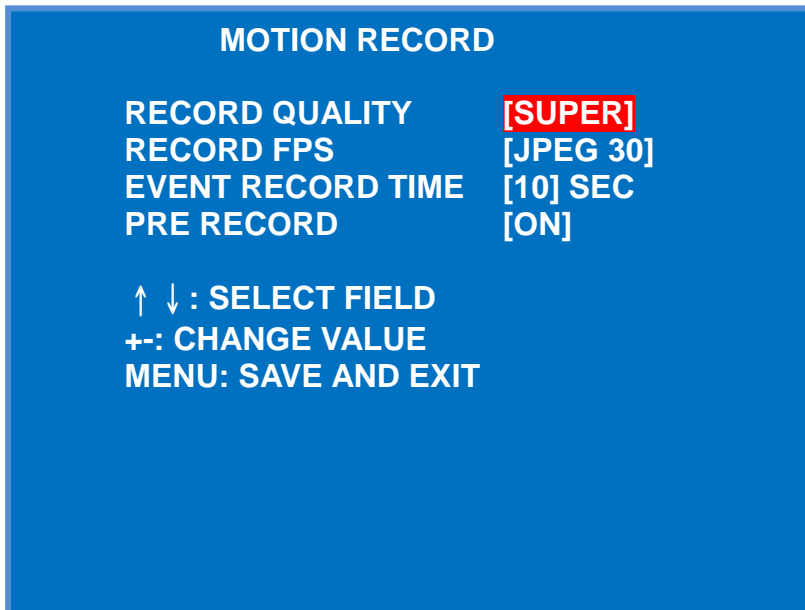 MOTION RECORD
RECORD QUALITY [SUPER]
RECORD FPS [JPEG 30]
EVENT RECORD TIME [10] SEC
PRE RECORD [ON]
↑ ↓ : SELECT FIELD
+-: CHANGE VALUE
MENU: SAVE AND EXIT